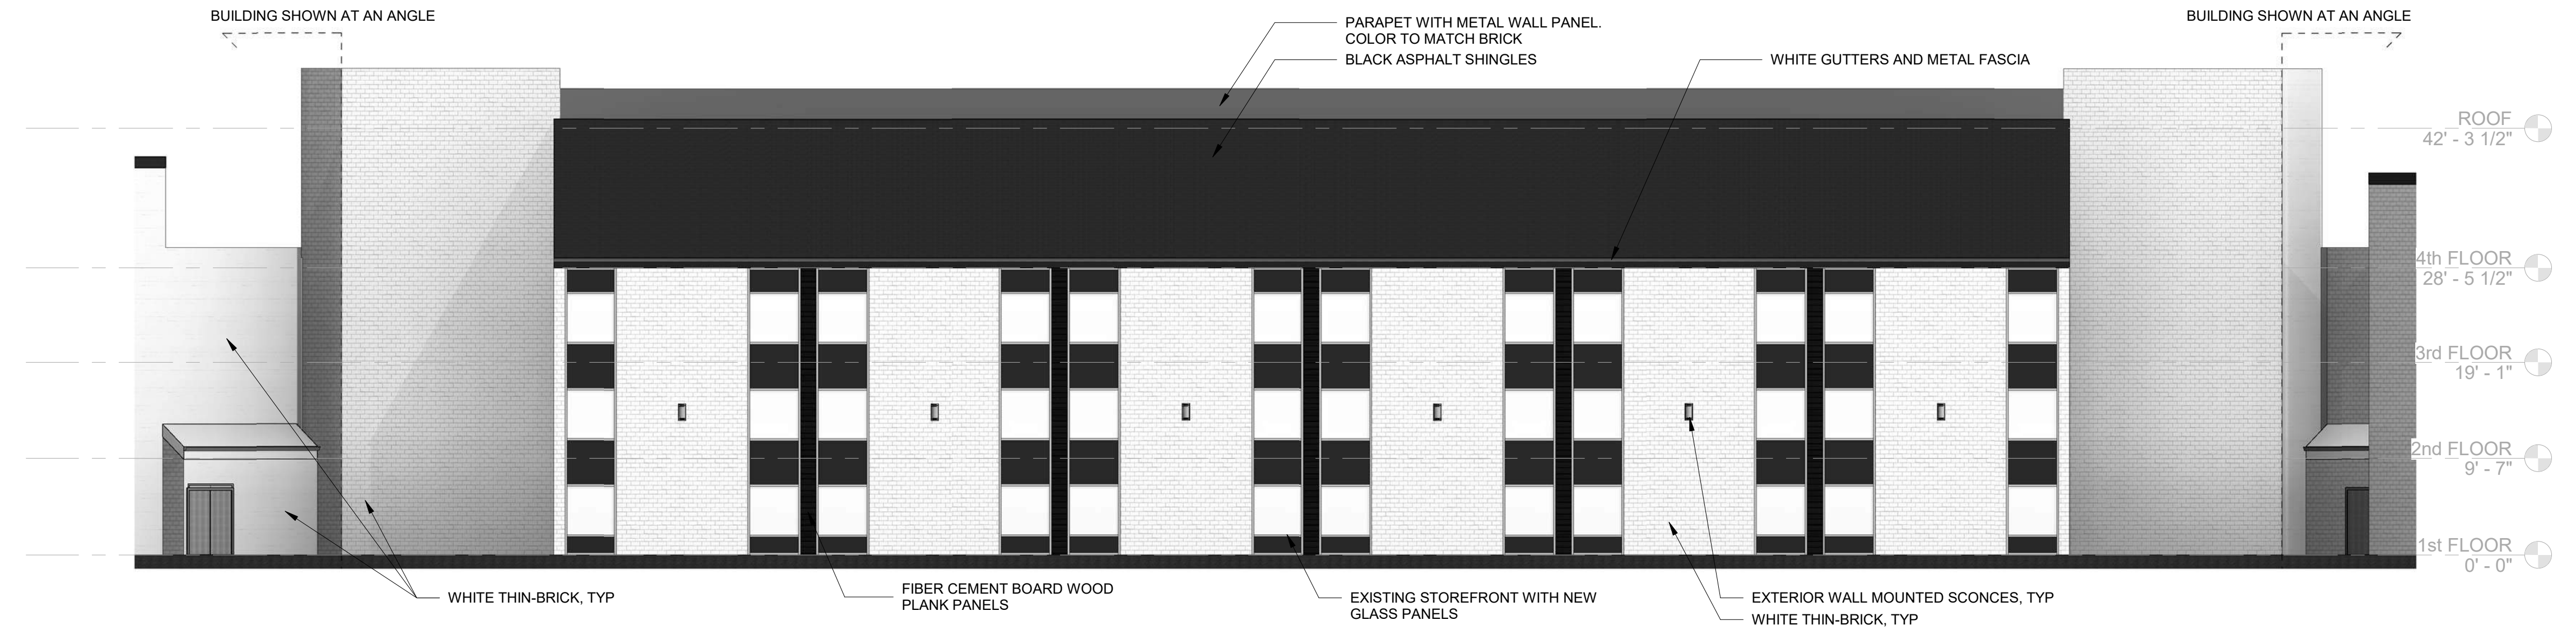 BUILDING SHOWN AT AN ANGLE
PARAPET WITH METAL WALL PANEL.
COLOR TO MATCH BRICK
BLACK ASPHALT SHINGLES
WHITE GUTTERS AND METAL FASCIA
BUILDING SHOWN AT AN ANGLE
ROOF
42' - 3 1/2"
4th FLOOR
28' - 5 1/2"
3rd FLOOR
19' - 1"
2nd FLOOR
9' - 7"
1st FLOOR
0' - 0"
WHITE THIN-BRICK, TYP
FIBER CEMENT BOARD WOOD
PLANK PANELS
EXISTING STOREFRONT WITH NEW
GLASS PANELS
EXTERIOR WALL MOUNTED SCONCES, TYP
WHITE THIN-BRICK, TYP